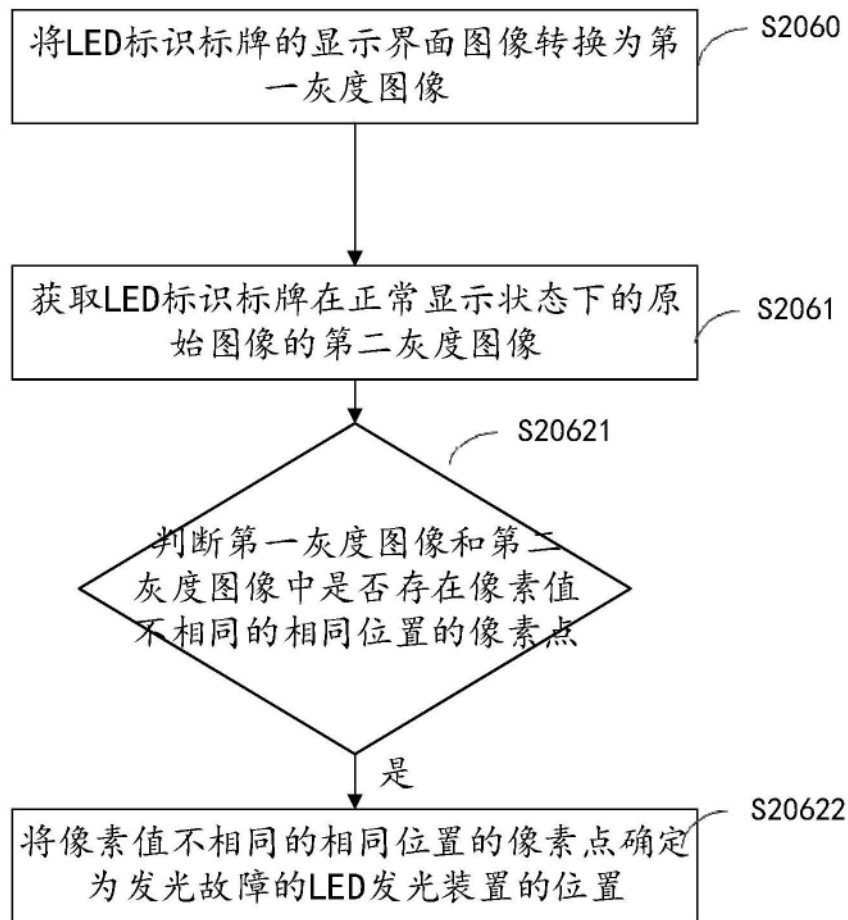 将LED标识标牌的显示界面图像转换为第
一灰度图像
S2060
获取LED标识标牌在正常显示状态下的原
始图像的第二灰度图像
S2061
S20621
判断第一灰度图像和第二
灰度图像中是否存在像素值
不相同的相同位置的像素点
是
将像素值不相同的相同位置的像素点确定
为发光故障的LED发光装置的位置
S20622